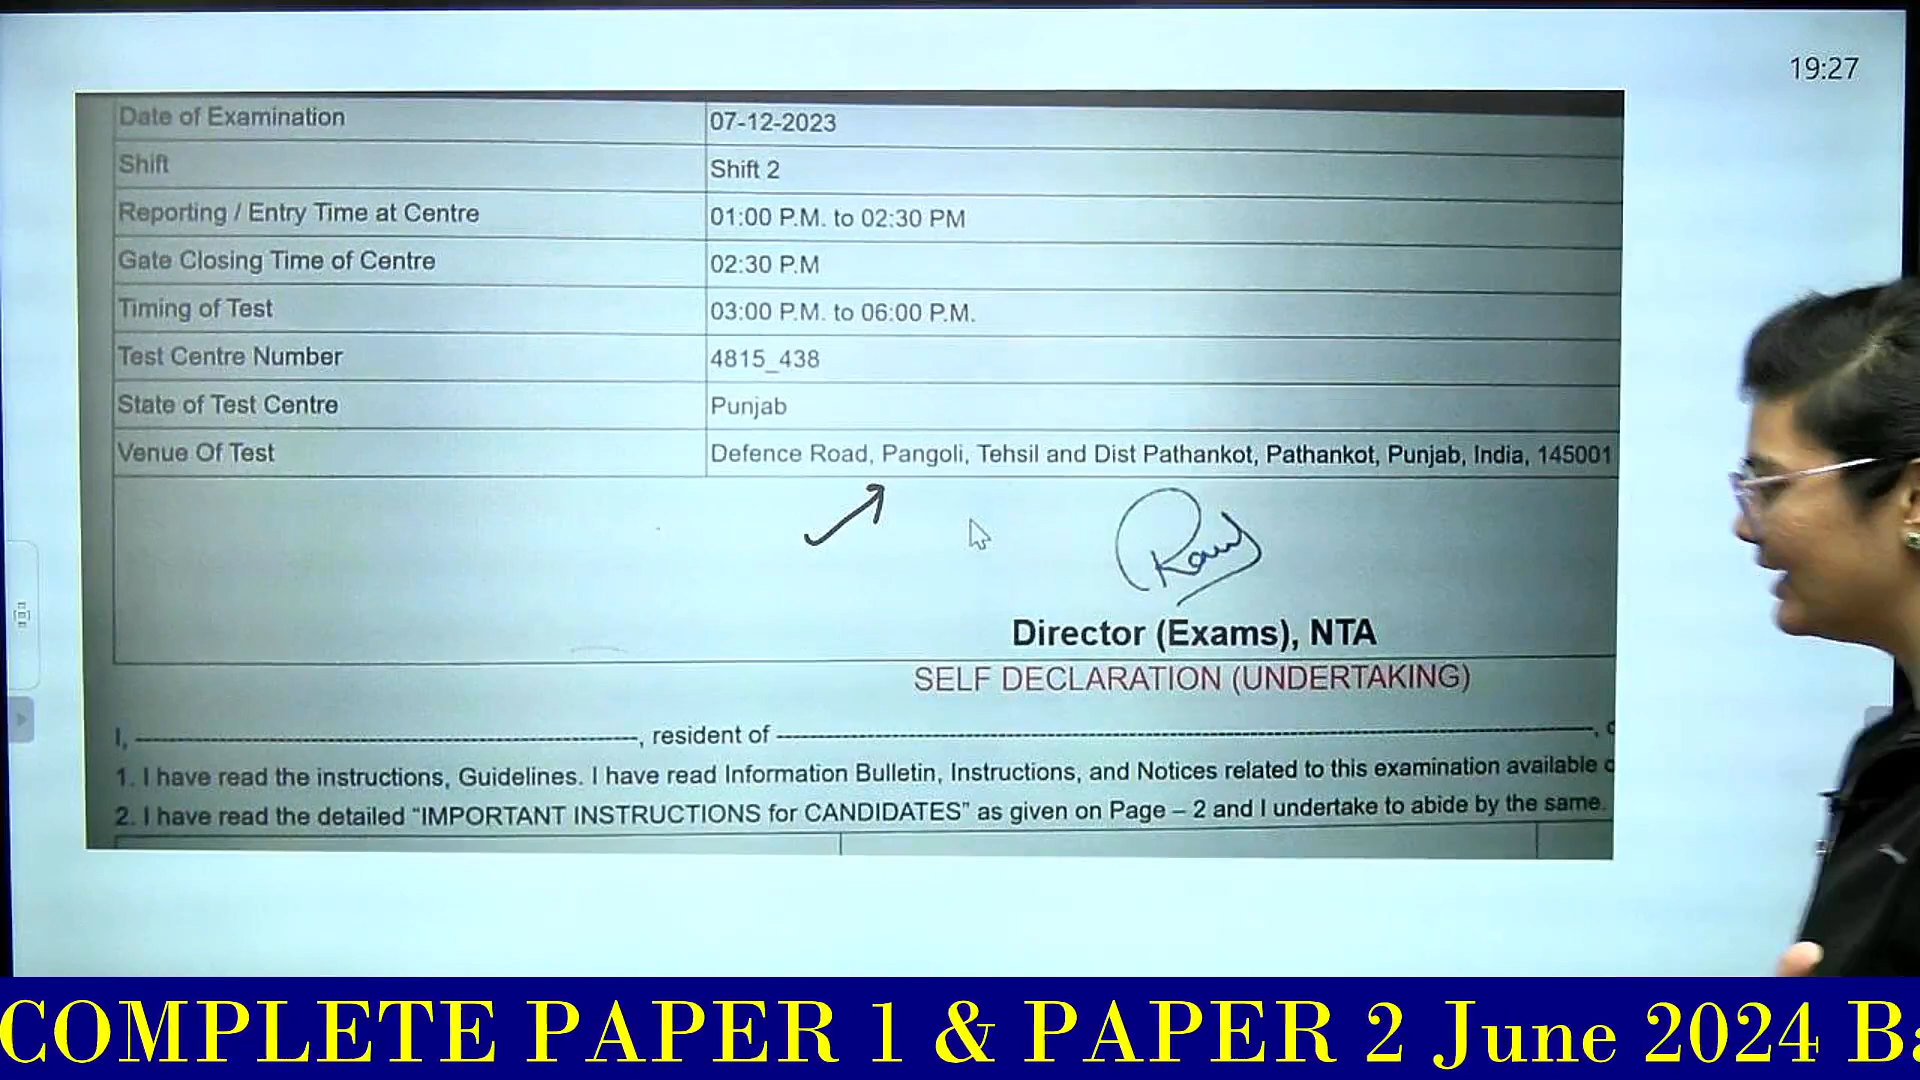 19:27
Date of Examination 07-12-2023
Shift Shift 2
Reporting / Entry Time at Centre 01:00 P.M. to 02:30 PM
Gate Closing Time of Centre 02:30 P.M
Timing of Test 03:00 P.M. to 06:00 P.M.
Test Centre Number 4815_438
State of Test Centre Punjab
Venue Of Test Defence Road, Pangoli, Tehsil and Dist Pathankot, Pathankot, Punjab, India, 145001
Director (Exams), NTA
SELF DECLARATION (UNDERTAKING)
I, , resident of ,
1. I have read the instructions, Guidelines. I have read Information Bulletin, Instructions, and Notices related to this examination available
2. I have read the detailed “IMPORTANT INSTRUCTIONS for CANDIDATES” as given on Page – 2 and I undertake to abide by the same.
COMPLETE PAPER 1 & PAPER 2 June 2024